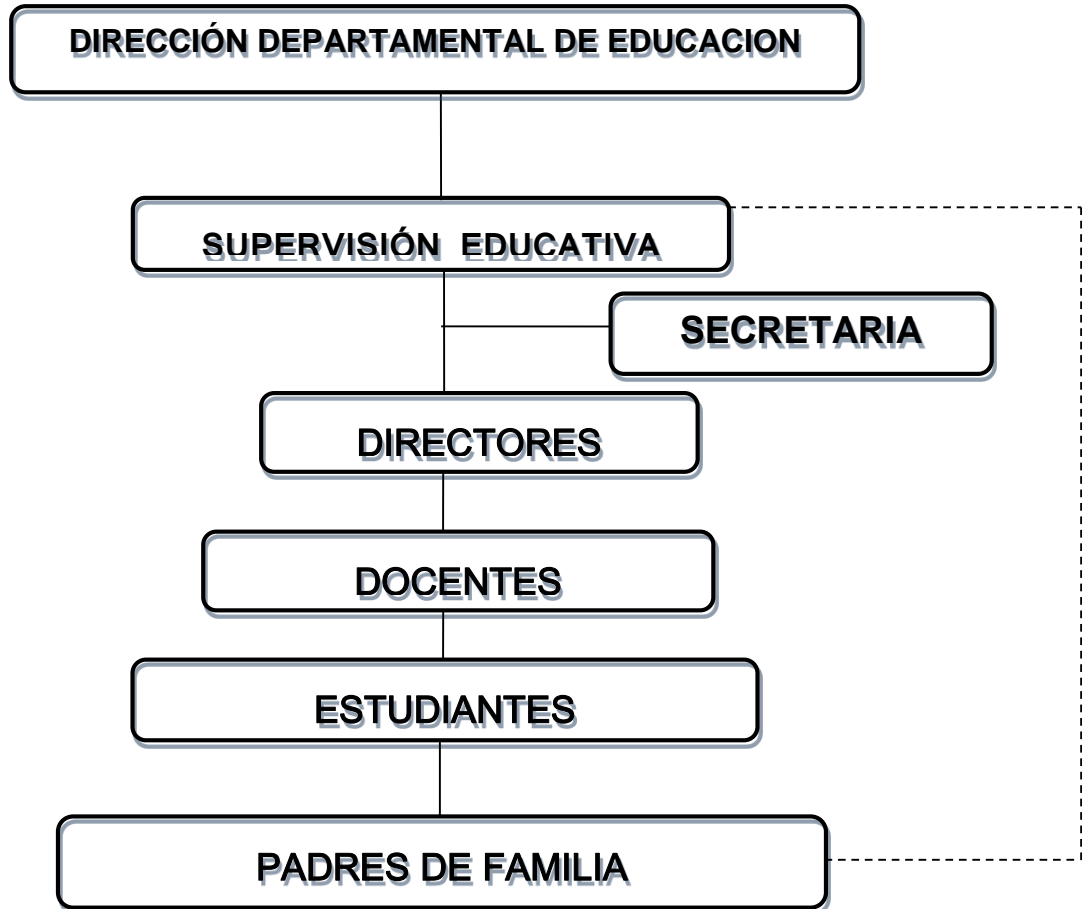 DIRECCIÓN DEPARTAMENTAL DE EDUCACION
SUPERVISIÓN EDUCATIVA
SECRETARIA
DIRECTORES
DOCENTES
ESTUDIANTES
PADRES DE FAMILIA